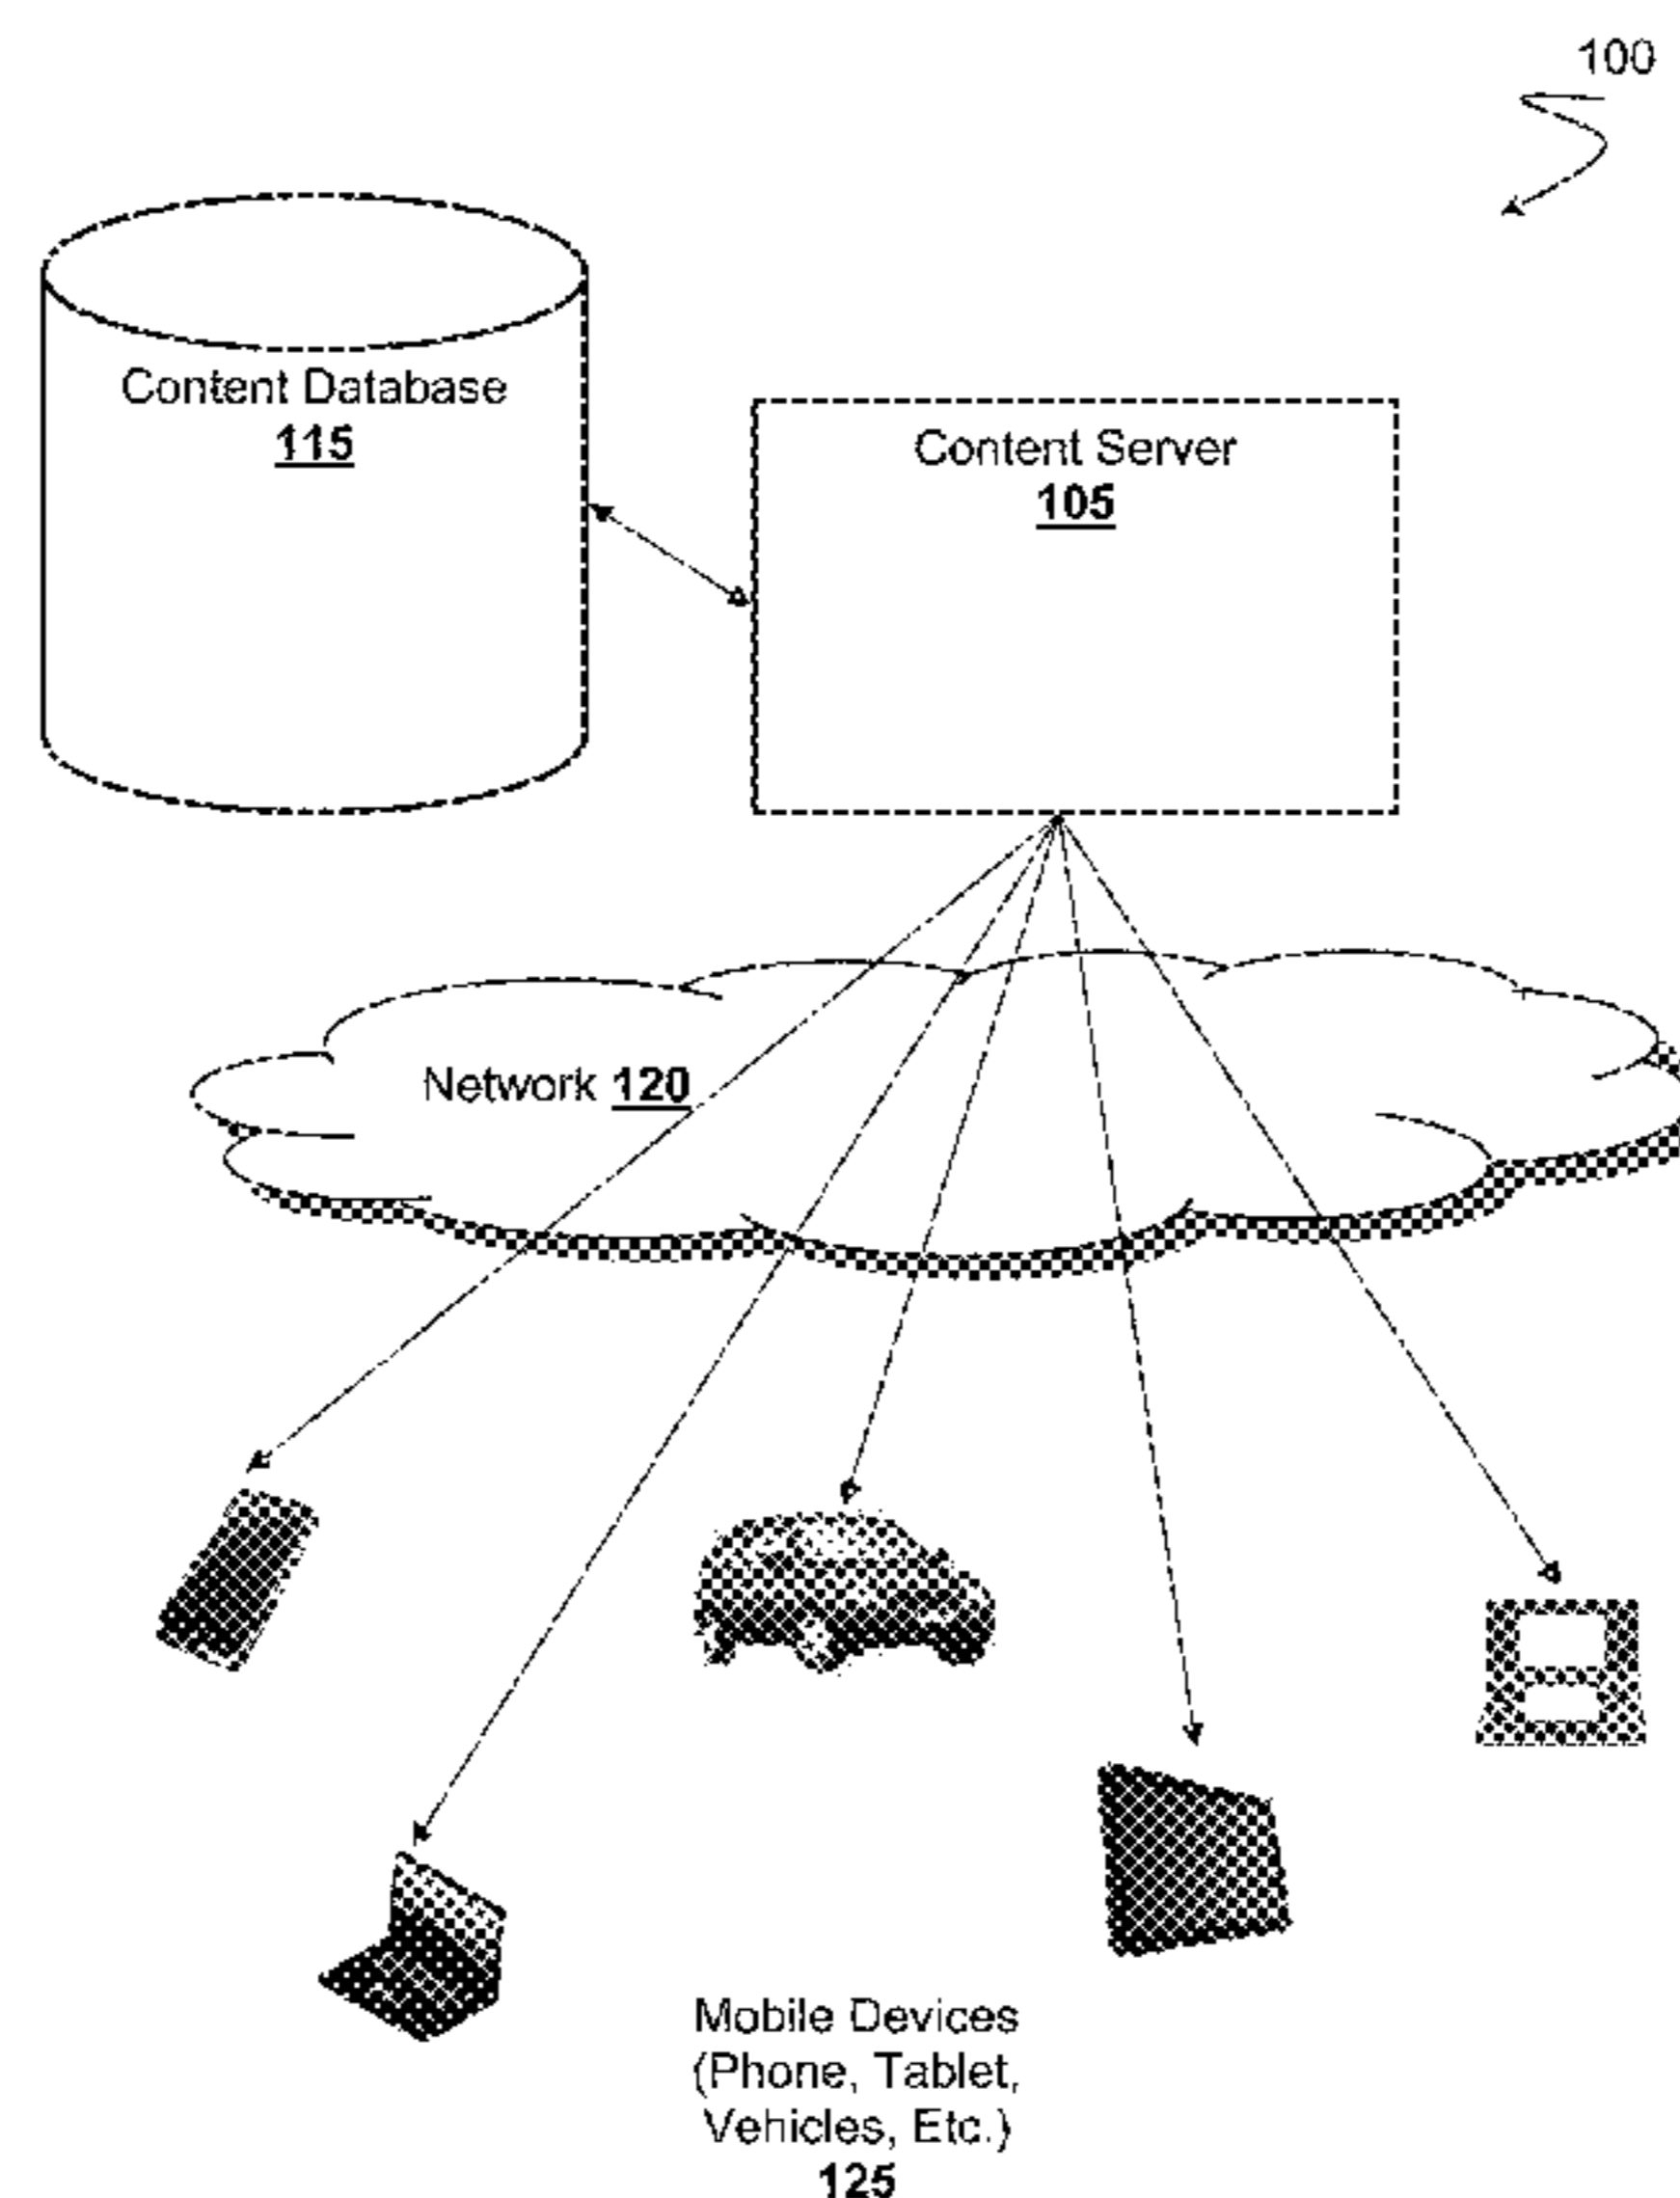 100
Content Database
115
Content Server
105
Network 120
Mobile Devices
(Phone, Tablet,
Vehicles, Etc.)
125